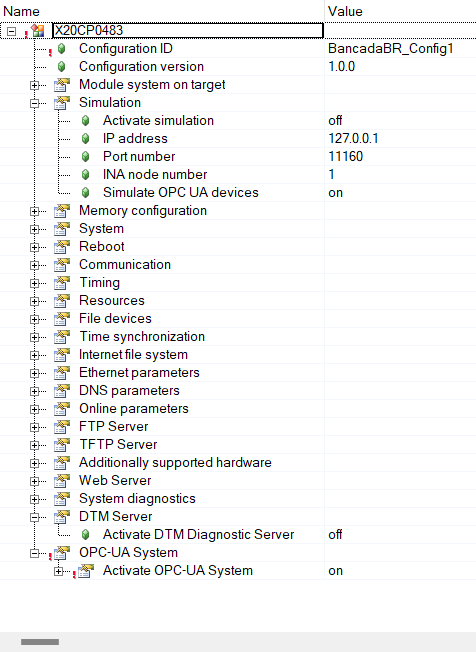 Name Value
X20CP0483
Configuration ID BancadaBR_Config1
Configuration version 1.0.0
Module system on target
Simulation
Activate simulation off
IP address 127.0.0.1
Port number 11160
INA node number 1
Simulate OPC UA devices on
Memory configuration
System
Reboot
Communication
Timing
Resources
File devices
Time synchronization
Internet file system
Ethernet parameters
DNS parameters
Online parameters
FTP Server
TFTP Server
Additionally supported hardware
Web Server
System diagnostics
DTM Server
Activate DTM Diagnostic Server off
OPC-UA System
Activate OPC-UA System on